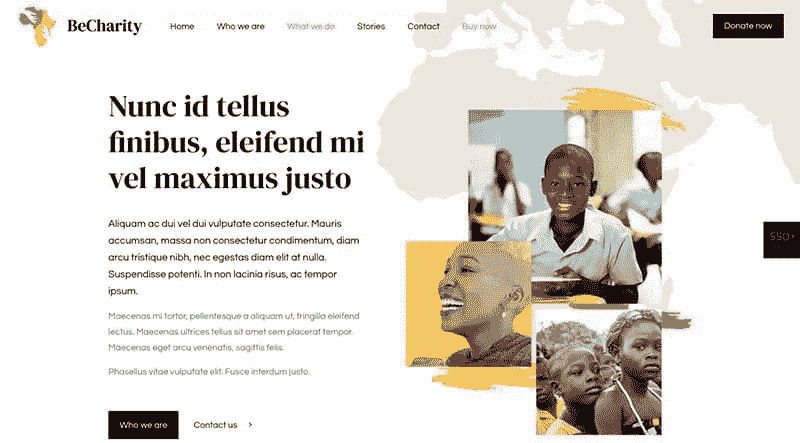 BeCharity
Home Who we are What we do Stories Contact Buy now
Donate now
Nunc id tellus
finibus, eleifend mi
vel maximus justo
Aliquam ac dui vel dui vulputate consectetur. Mauris
accumsan, massa non consectetur condimentum, diam
arcu tristique nibh, nec egestas diam elit at nulla.
Suspendisse potenti. In non lacinia risus, ac tempor
ipsum.
Maecenas mi tortor, pellentesque a aliquam ut, fringilla eleifend
lectus. Maecenas ultrices tellus sit amet sem placerat tempor.
Maecenas eget arcu venenatis, sagittis felis.
Phasellus vitae vulputate elit. Fusce interdum justo.
Who we are Contact us